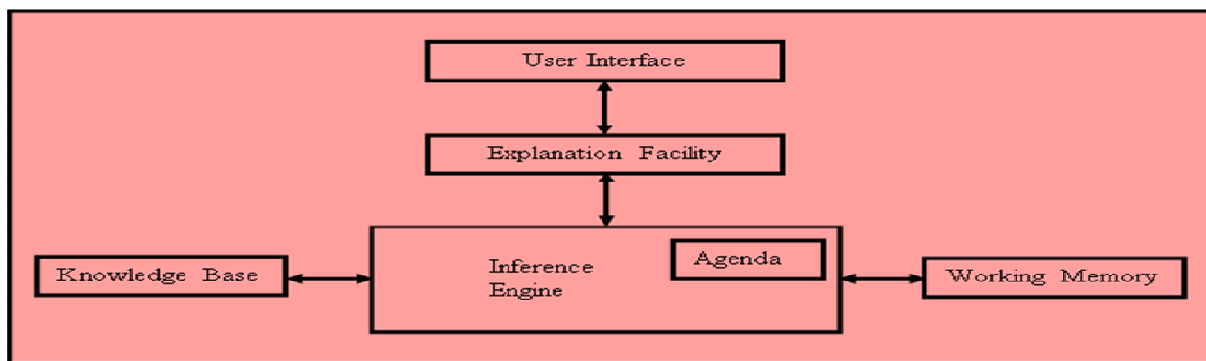 User Interface
Explanation Facility
Agenda
Inference
Engine
Knowledge Base
Working Memory